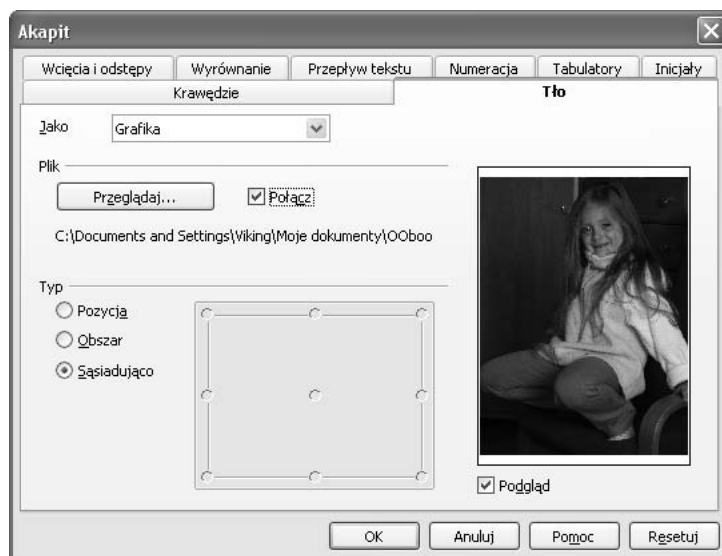 Akapit
Wcięcia i odstępy Wyrównanie Przepływ tekstu Numeracja Tabulatory Inicjały
Krawędzie Tło
Jako Grafika
Plik
Przeglądaj... Połącz
C:\Documents and Settings\Viking\Moje dokumenty\OOboo
Typ
Pozycja
Obszar
Sąsiadująco
Podgląd
OK Anuluj Pomoc Resetuj